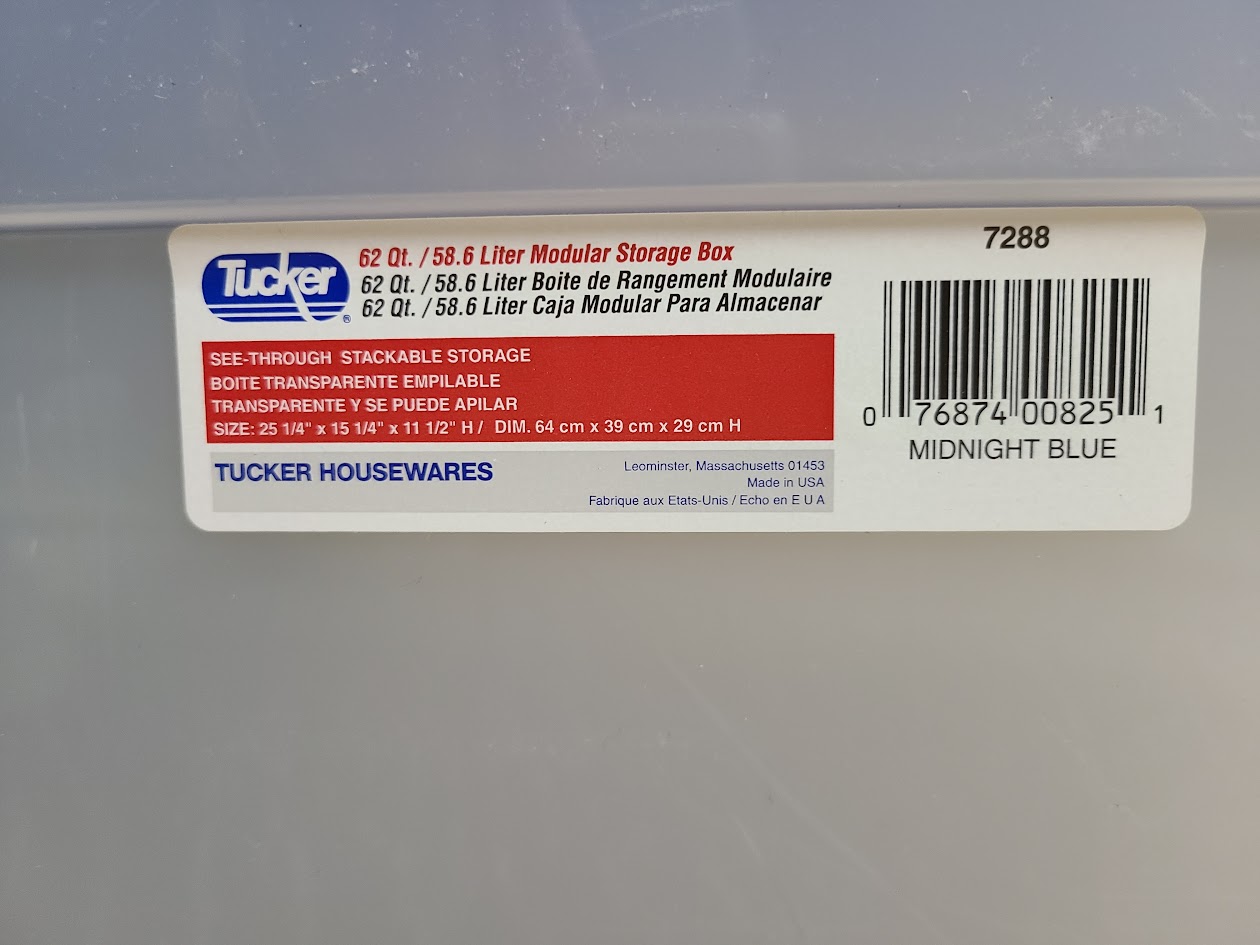 Tucker®
62 Qt. / 58.6 Liter Modular Storage Box
62 Qt. / 58.6 Liter Boite de Rangement Modulaire
62 Qt. / 58.6 Liter Caja Modular Para Almacenar
SEE-THROUGH STACKABLE STORAGE
BOITE TRANSPARENTE EMPILABLE
TRANSPARENTE Y SE PUEDE APILAR
SIZE: 25 1/4" x 15 1/4" x 11 1/2" H / DIM. 64 cm x 39 cm x 29 cm H
TUCKER HOUSEWARES
Leominster, Massachusetts 01453
Made in USA
Fabrique aux Etats-Unis / Echo en E U A
7288
0 76874 00825 1
MIDNIGHT BLUE